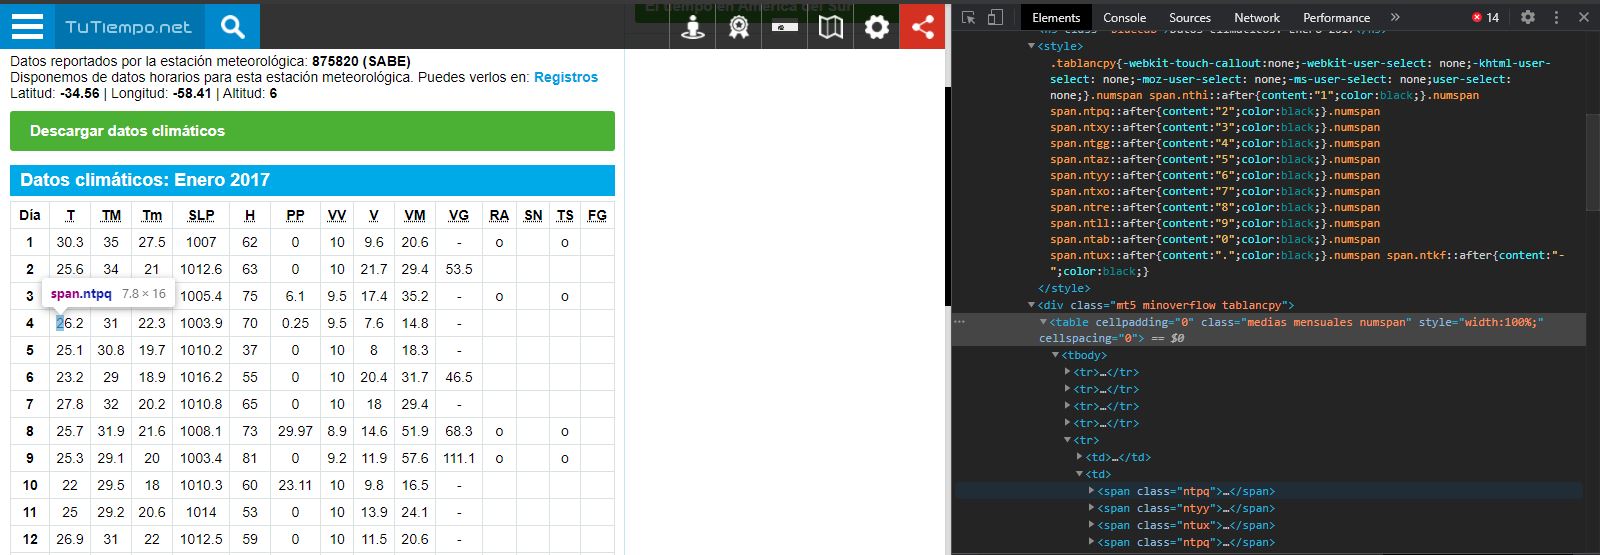 TuTiempo.net
El tiempo en América del Sur
Datos reportados por la estación meteorológica: 875820 (SABE)
Disponemos de datos horarios para esta estación meteorológica. Puedes verlos en: Registros
Latitud: -34.56 | Longitud: -58.41 | Altitud: 6
Descargar datos climáticos
Datos climáticos: Enero 2017
Día T TM Tm SLP H PP VV V VM VG RA SN TS FG
1 30.3 35 27.5 1007 62 0 10 9.6 20.6 - o o
2 25.6 34 21 1012.6 63 0 10 21.7 29.4 53.5
span.ntpq 7.8 × 16
3 1005.4 75 6.1 9.5 17.4 35.2 - o o
4 26.2 31 22.3 1003.9 70 0.25 9.5 7.6 14.8 -
5 25.1 30.8 19.7 1010.2 37 0 10 8 18.3 -
6 23.2 29 18.9 1016.2 55 0 10 20.4 31.7 46.5
7 27.8 32 20.2 1010.8 65 0 10 18 29.4 -
8 25.7 31.9 21.6 1008.1 73 29.97 8.9 14.6 51.9 68.3 o o
9 25.3 29.1 20 1003.4 81 0 9.2 11.9 57.6 111.1 o o
10 22 29.5 18 1010.3 60 23.11 10 9.8 16.5 -
11 25 29.2 20.6 1014 53 0 10 13.9 24.1 -
12 26.9 31 22 1012.5 59 0 10 11.5 20.6 -
Elements Console Sources Network Performance » 14
<style>
.tablancpy{-webkit-touch-callout:none;-webkit-user-select: none;-khtml-user-
select: none;-moz-user-select: none;-ms-user-select: none;user-select:
none;}.numspan span.nthi::after{content:"1";color:black;}.numspan
span.ntpq::after{content:"2";color:black;}.numspan
span.ntxy::after{content:"3";color:black;}.numspan
span.ntgg::after{content:"4";color:black;}.numspan
span.ntaz::after{content:"5";color:black;}.numspan
span.ntyy::after{content:"6";color:black;}.numspan
span.ntxo::after{content:"7";color:black;}.numspan
span.ntre::after{content:"8";color:black;}.numspan
span.ntll::after{content:"9";color:black;}.numspan
span.ntab::after{content:"0";color:black;}.numspan
span.ntux::after{content:".";color:black;}.numspan span.ntkf::after{content:"-
";color:black;}
</style>
<div class="mt5 minoverflow tablancpy">
<table cellpadding="0" class="medias mensuales numspan" style="width:100%;"
cellspacing="0"> == $0
<tbody>
<tr>…</tr>
<tr>…</tr>
<tr>…</tr>
<tr>…</tr>
<tr>
<td>…</td>
<td>
<span class="ntpq">…</span>
<span class="ntyy">…</span>
<span class="ntux">…</span>
<span class="ntpq">…</span>